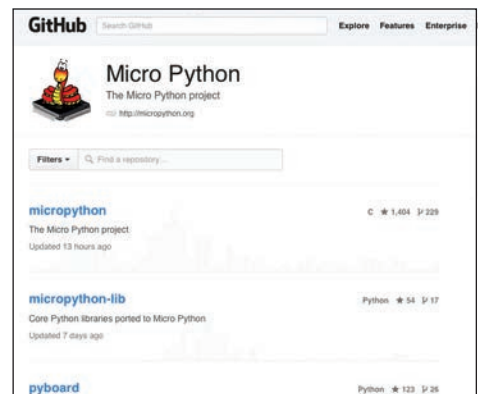 GitHub Search GitHub Explore Features Enterprise
Micro Python
The Micro Python project
http://micropython.org
Filters Find a repository...
micropython C 1,404 229
The Micro Python project
Updated 13 hours ago
micropython-lib Python 54 17
Core Python libraries ported to Micro Python
Updated 7 days ago
pyboard Python 123 26